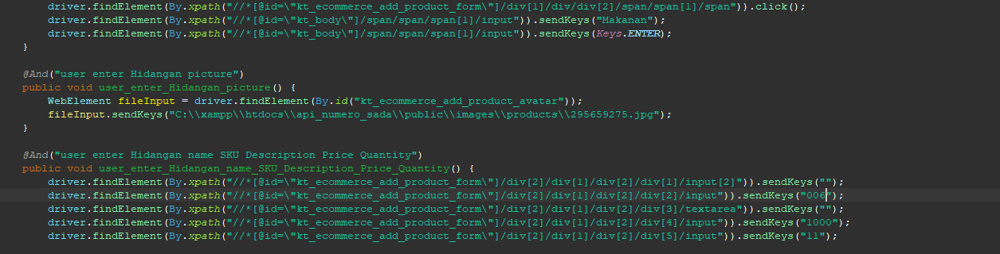 driver.findElement(By.xpath("//*[@id=\"kt_ecommerce_add_product_form\"]/div[1]/div/div[2]/span/span[1]/span")).click();
driver.findElement(By.xpath("//*[@id=\"kt_body\"]/span/span/span[1]/input")).sendKeys("Makanan");
driver.findElement(By.xpath("//*[@id=\"kt_body\"]/span/span/span[1]/input")).sendKeys(Keys.ENTER);
}
@And("user enter Hidangan picture")
public void user_enter_Hidangan_picture() {
WebElement fileInput = driver.findElement(By.id("kt_ecommerce_add_product_avatar"));
fileInput.sendKeys("C:\\xampp\\htdocs\\api_numero_sada\\public\\images\\products\\295659275.jpg");
}
@And("user enter Hidangan name SKU Description Price Quantity")
public void user_enter_Hidangan_name_SKU_Description_Price_Quantity() {
driver.findElement(By.xpath("//*[@id=\"kt_ecommerce_add_product_form\"]/div[2]/div[1]/div[2]/div[1]/input[2]")).sendKeys("");
driver.findElement(By.xpath("//*[@id=\"kt_ecommerce_add_product_form\"]/div[2]/div[1]/div[2]/div[2]/input")).sendKeys("006");
driver.findElement(By.xpath("//*[@id=\"kt_ecommerce_add_product_form\"]/div[2]/div[1]/div[2]/div[3]/textarea")).sendKeys("");
driver.findElement(By.xpath("//*[@id=\"kt_ecommerce_add_product_form\"]/div[2]/div[1]/div[2]/div[4]/input")).sendKeys("1000");
driver.findElement(By.xpath("//*[@id=\"kt_ecommerce_add_product_form\"]/div[2]/div[1]/div[2]/div[5]/input")).sendKeys("11");